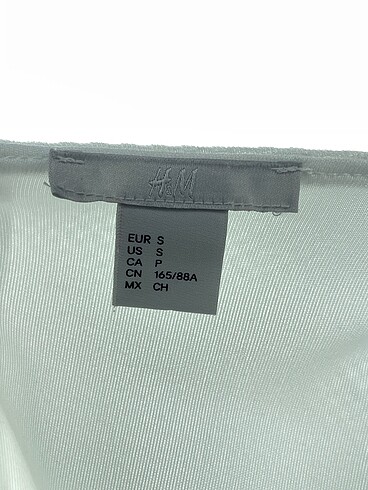 H&M
EUR S
US S
CA P
CN 165/88A
MX CH